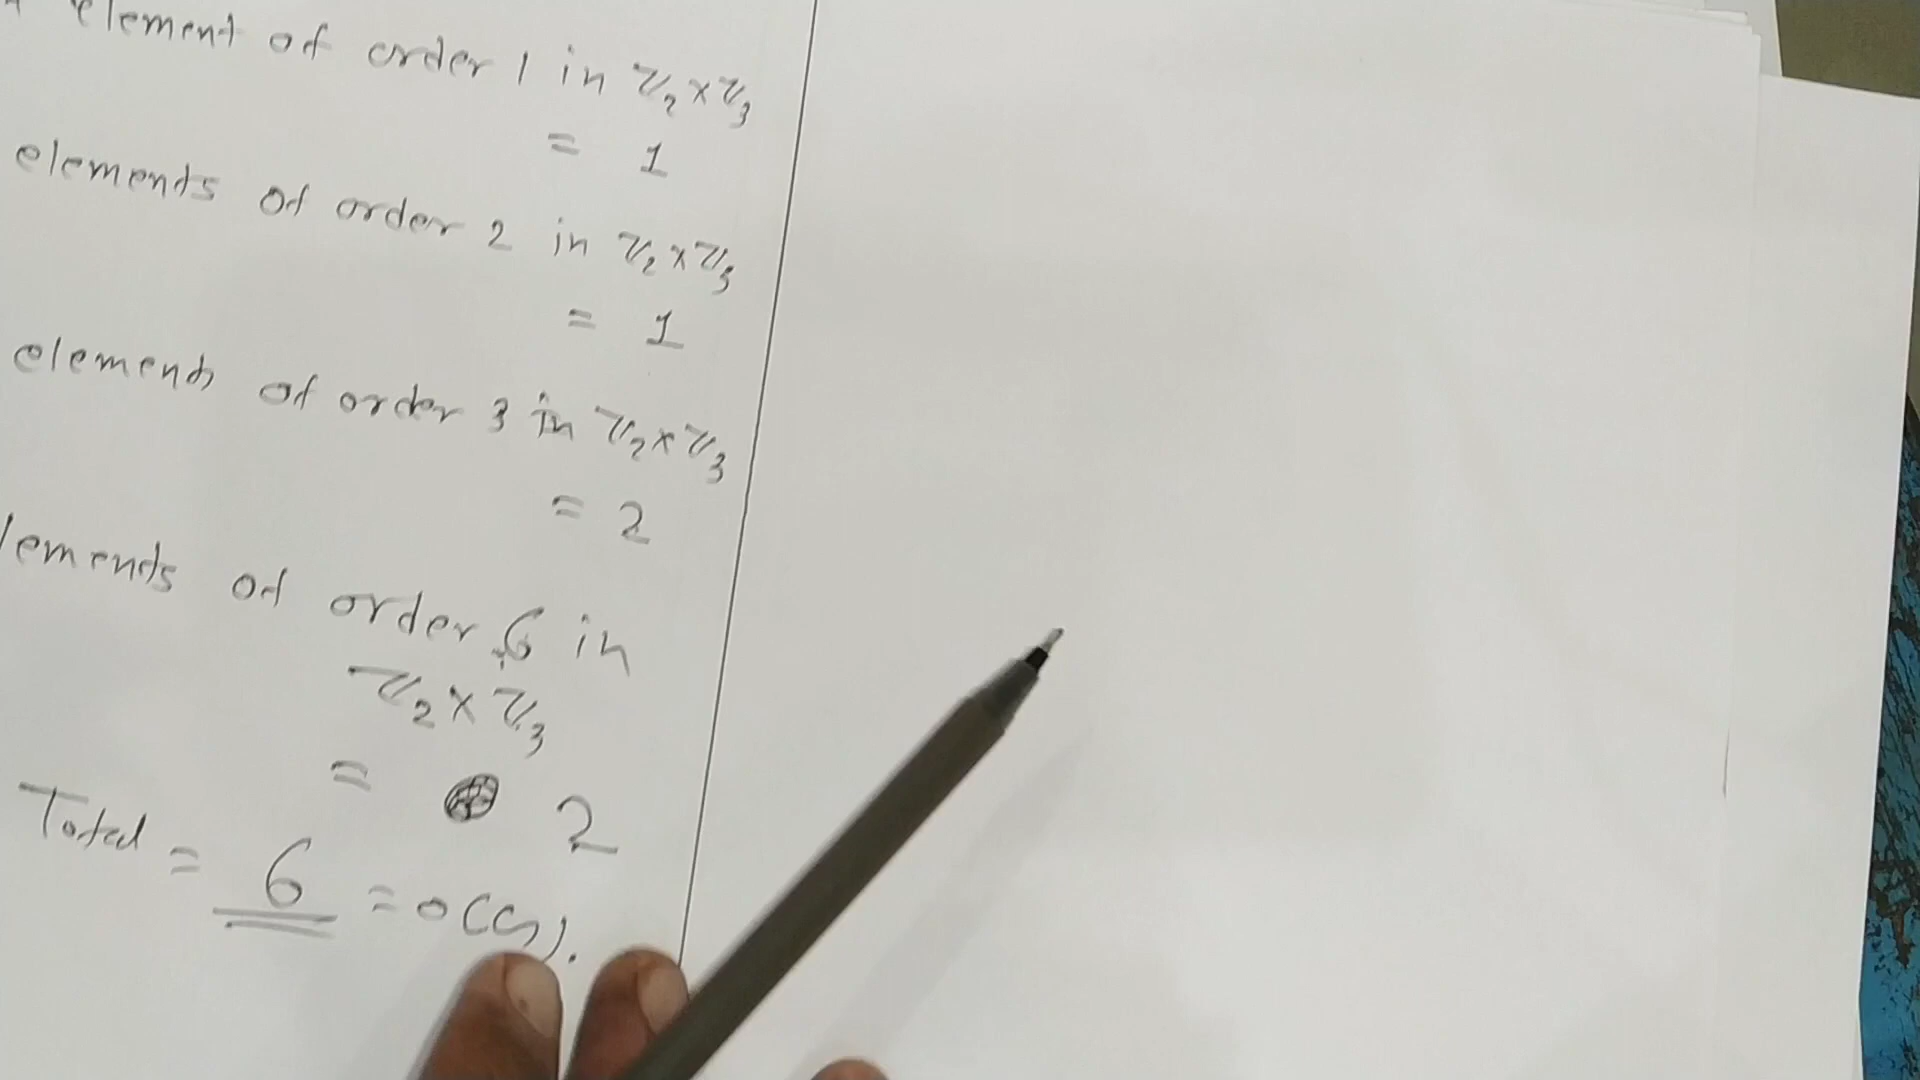 element of order 1 in ℤ₂×ℤ₃
= 1
elements of order 2 in ℤ₂×ℤ₃
= 1
elements of order 3 in ℤ₂×ℤ₃
= 2
lements of order 6 in
ℤ₂×ℤ₃
= 2
Total = 6 = o(G).